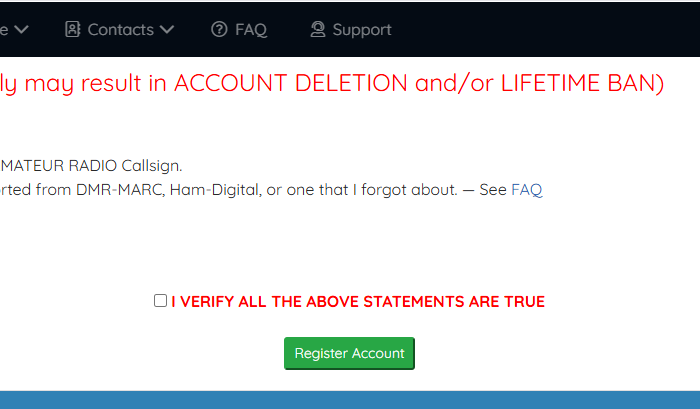 e Contacts FAQ Support
ly may result in ACCOUNT DELETION and/or LIFETIME BAN)
MATEUR RADIO Callsign.
rted from DMR-MARC, Ham-Digital, or one that I forgot about. — See FAQ
I VERIFY ALL THE ABOVE STATEMENTS ARE TRUE
Register Account